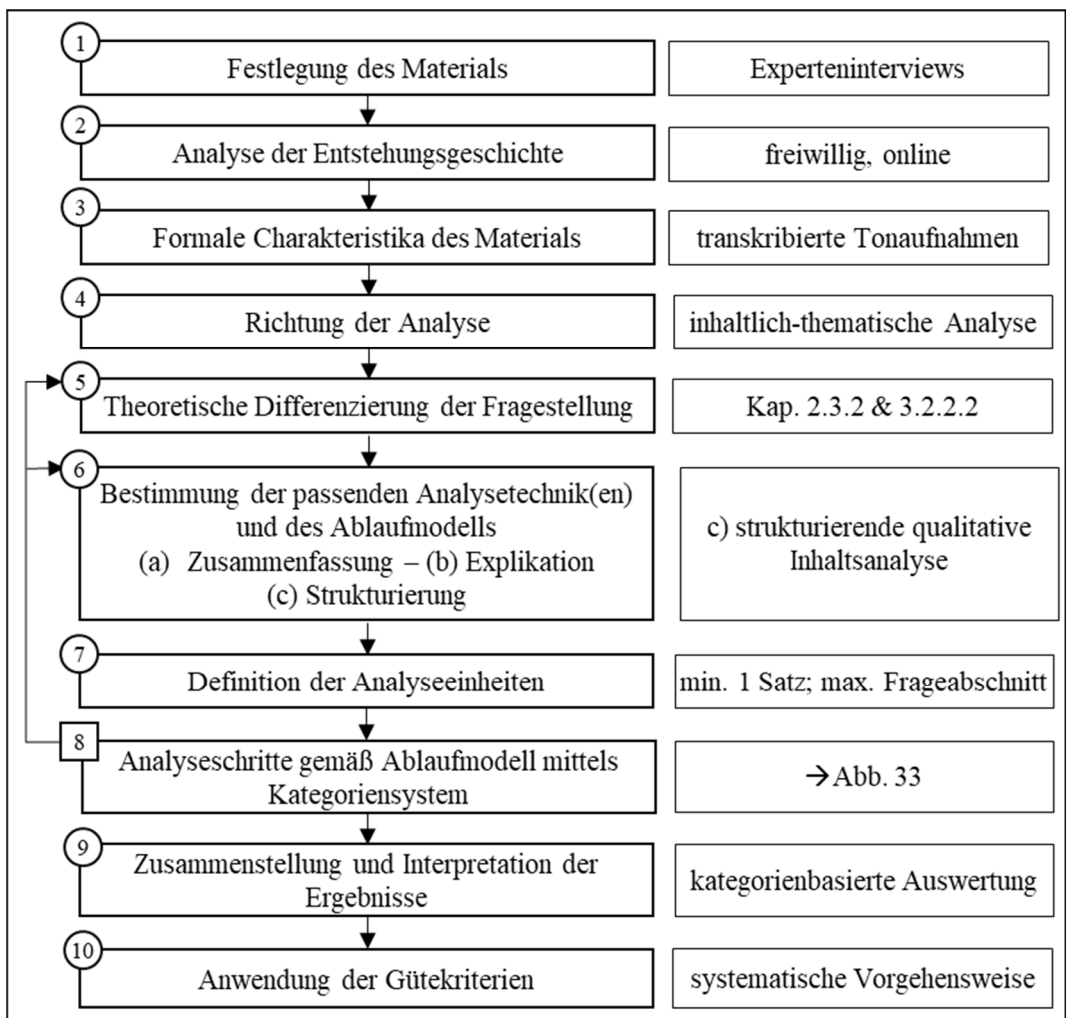 1
Festlegung des Materials
Experteninterviews
2
Analyse der Entstehungsgeschichte
freiwillig, online
3
Formale Charakteristika des Materials
transkribierte Tonaufnahmen
4
Richtung der Analyse
inhaltlich-thematische Analyse
5
Theoretische Differenzierung der Fragestellung
Kap. 2.3.2 & 3.2.2.2
6
Bestimmung der passenden Analysetechnik(en)
und des Ablaufmodells
(a) Zusammenfassung – (b) Explikation
(c) Strukturierung
c) strukturierende qualitative
Inhaltsanalyse
7
Definition der Analyseeinheiten
min. 1 Satz; max. Frageabschnitt
8
Analyseschritte gemäß Ablaufmodell mittels
Kategoriensystem
→Abb. 33
9
Zusammenstellung und Interpretation der
Ergebnisse
kategorienbasierte Auswertung
10
Anwendung der Gütekriterien
systematische Vorgehensweise